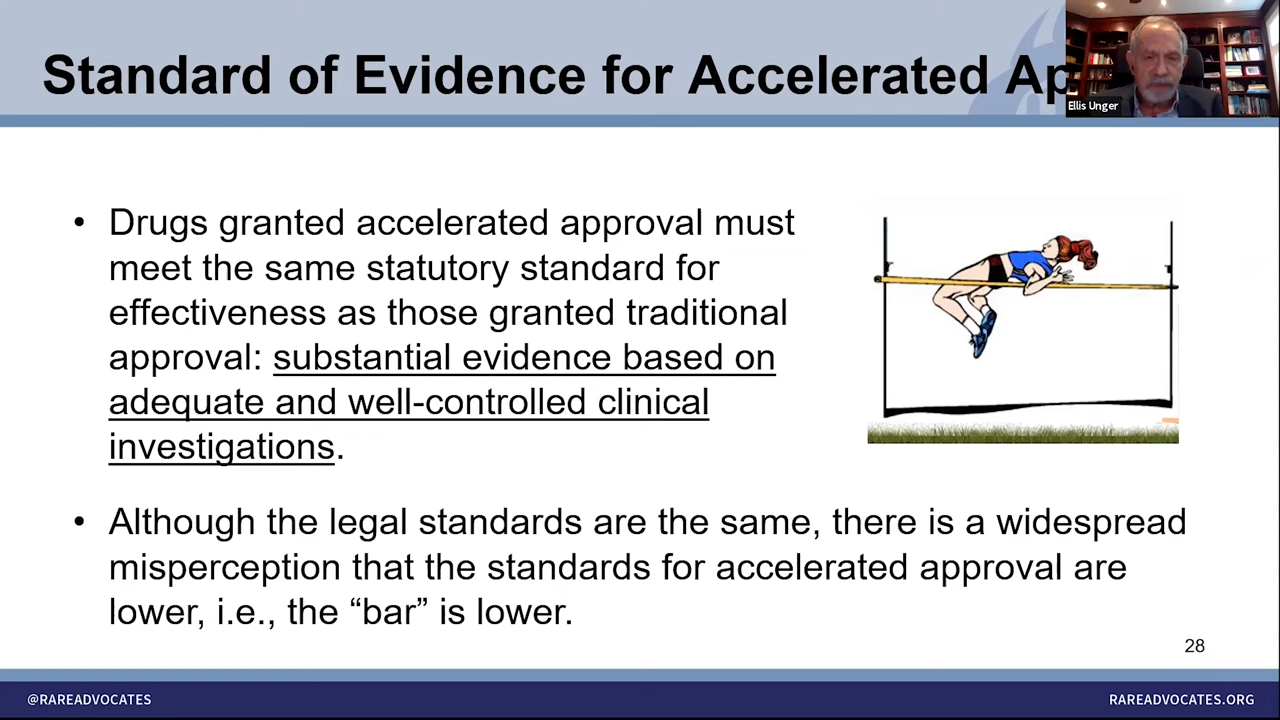 Standard of Evidence for Accelerated Ap
Ellis Unger
• Drugs granted accelerated approval must
meet the same statutory standard for
effectiveness as those granted traditional
approval: substantial evidence based on
adequate and well-controlled clinical
investigations.
• Although the legal standards are the same, there is a widespread
misperception that the standards for accelerated approval are
lower, i.e., the “bar” is lower.
28
@RAREADVOCATES
RAREADVOCATES.ORG